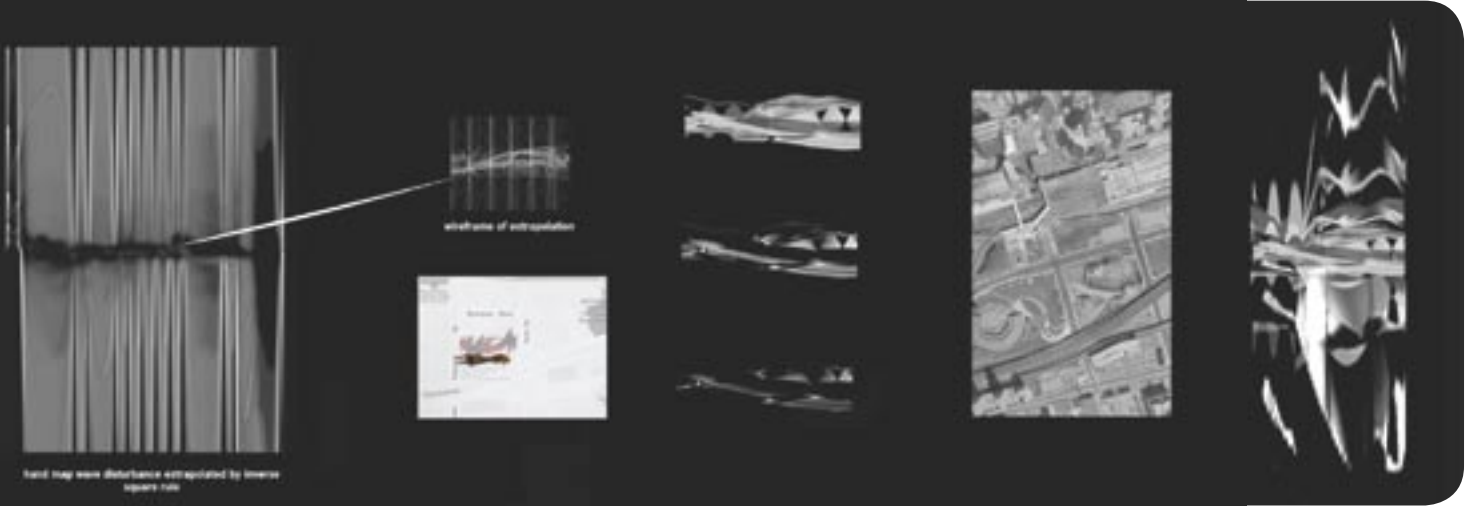 hand map wave disturbance extrapolated by inverse
square rule
wireframe of extrapolation